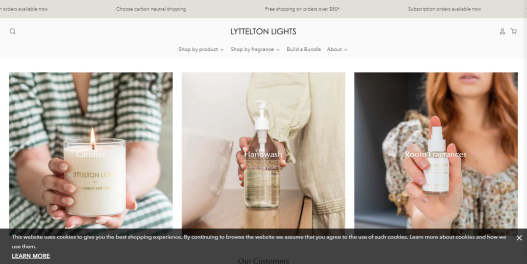 orders available now
Choose carbon neutral shipping
Free shipping on orders over £60*
Subscription orders available now
LYTTELTON LIGHTS
Shop by product
Shop by fragrance
Build a Bundle
About
Candles
Handwash
Room Fragrances
LYTTELTON LIGHTS
This website uses cookies to give you the best shopping experience. By continuing to browse the website we assume that you agree to the use of such cookies. Learn more about cookies and how we
use them.
LEARN MORE
Our Customers